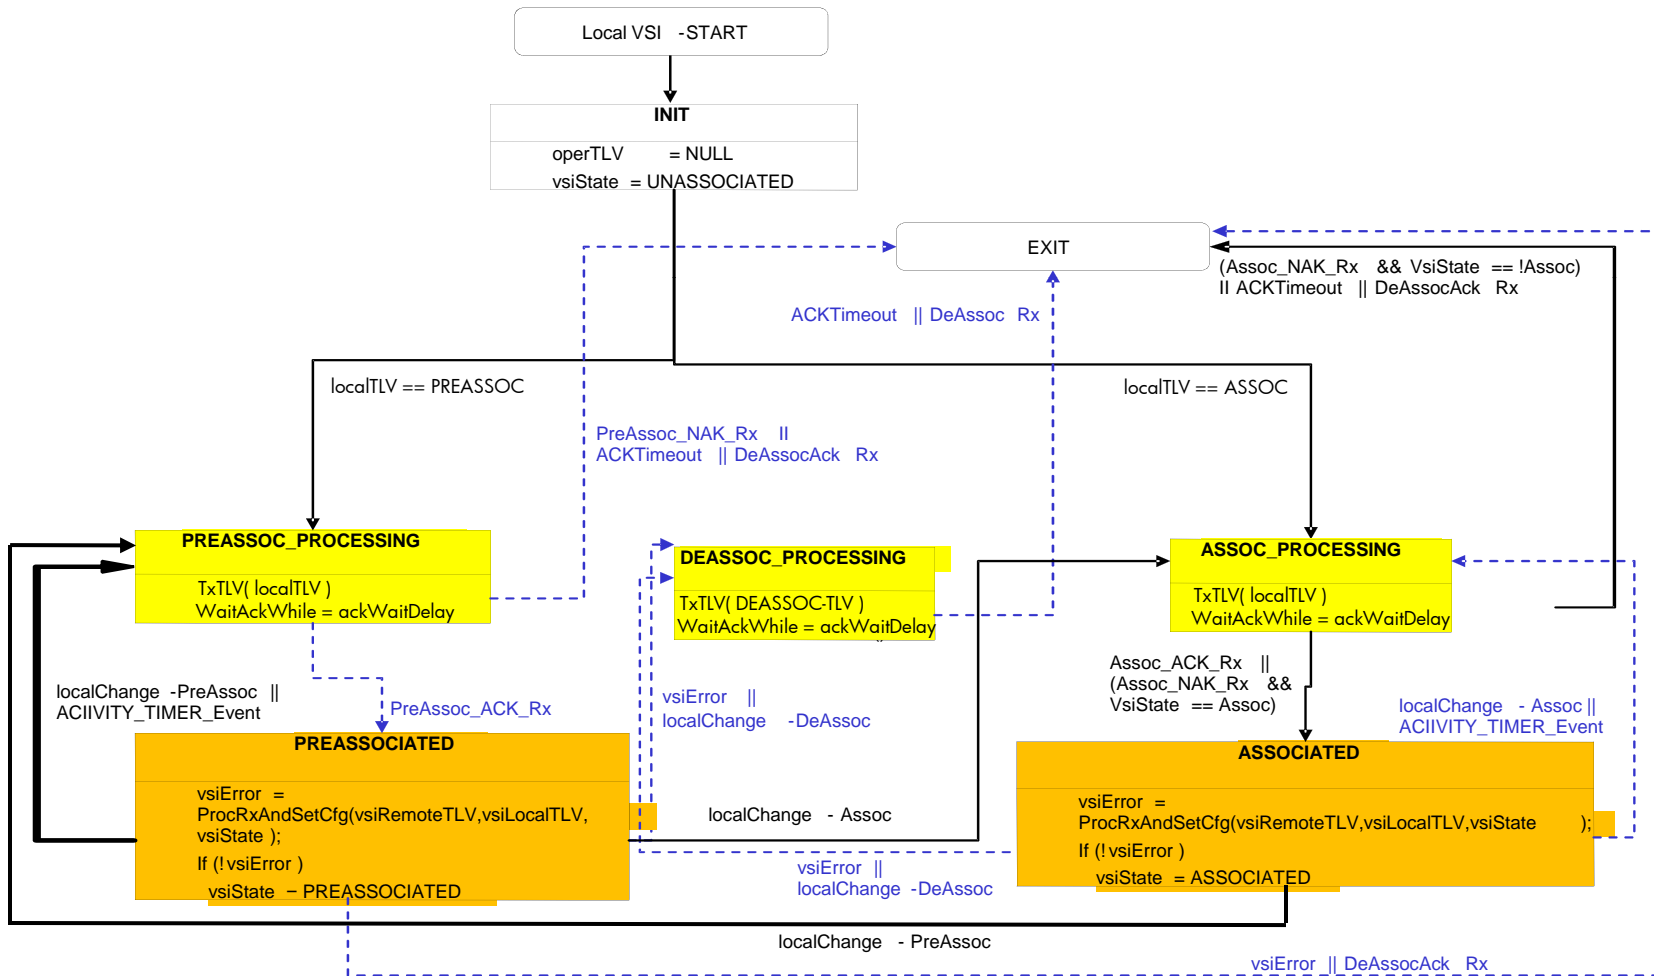 Local VSI -START
INIT
operTLV = NULL
vsiState = UNASSOCIATED
EXIT
(Assoc_NAK_Rx && VsiState == !Assoc)
II ACKTimeout || DeAssocAck Rx
ACKTimeout || DeAssoc Rx
localTLV == PREASSOC
localTLV == ASSOC
PreAssoc_NAK_Rx II
ACKTimeout || DeAssocAck Rx
PREASSOC_PROCESSING
TxTLV( localTLV )
WaitAckWhile = ackWaitDelay
DEASSOC_PROCESSING
TxTLV( DEASSOC-TLV )
WaitAckWhile = ackWaitDelay
ASSOC_PROCESSING
TxTLV( localTLV )
WaitAckWhile = ackWaitDelay
localChange -PreAssoc ||
ACIIVITY_TIMER_Event
PreAssoc_ACK_Rx
vsiError ||
localChange -DeAssoc
Assoc_ACK_Rx ||
(Assoc_NAK_Rx &&
VsiState == Assoc)
localChange - Assoc ||
ACIIVITY_TIMER_Event
PREASSOCIATED
vsiError =
ProcRxAndSetCfg(vsiRemoteTLV,vsiLocalTLV,
vsiState );
If (! vsiError )
vsiState – PREASSOCIATED
localChange - Assoc
vsiError ||
localChange -DeAssoc
ASSOCIATED
vsiError =
ProcRxAndSetCfg(vsiRemoteTLV,vsiLocalTLV,vsiState );
If (! vsiError )
vsiState = ASSOCIATED
localChange - PreAssoc
vsiError || DeAssocAck Rx